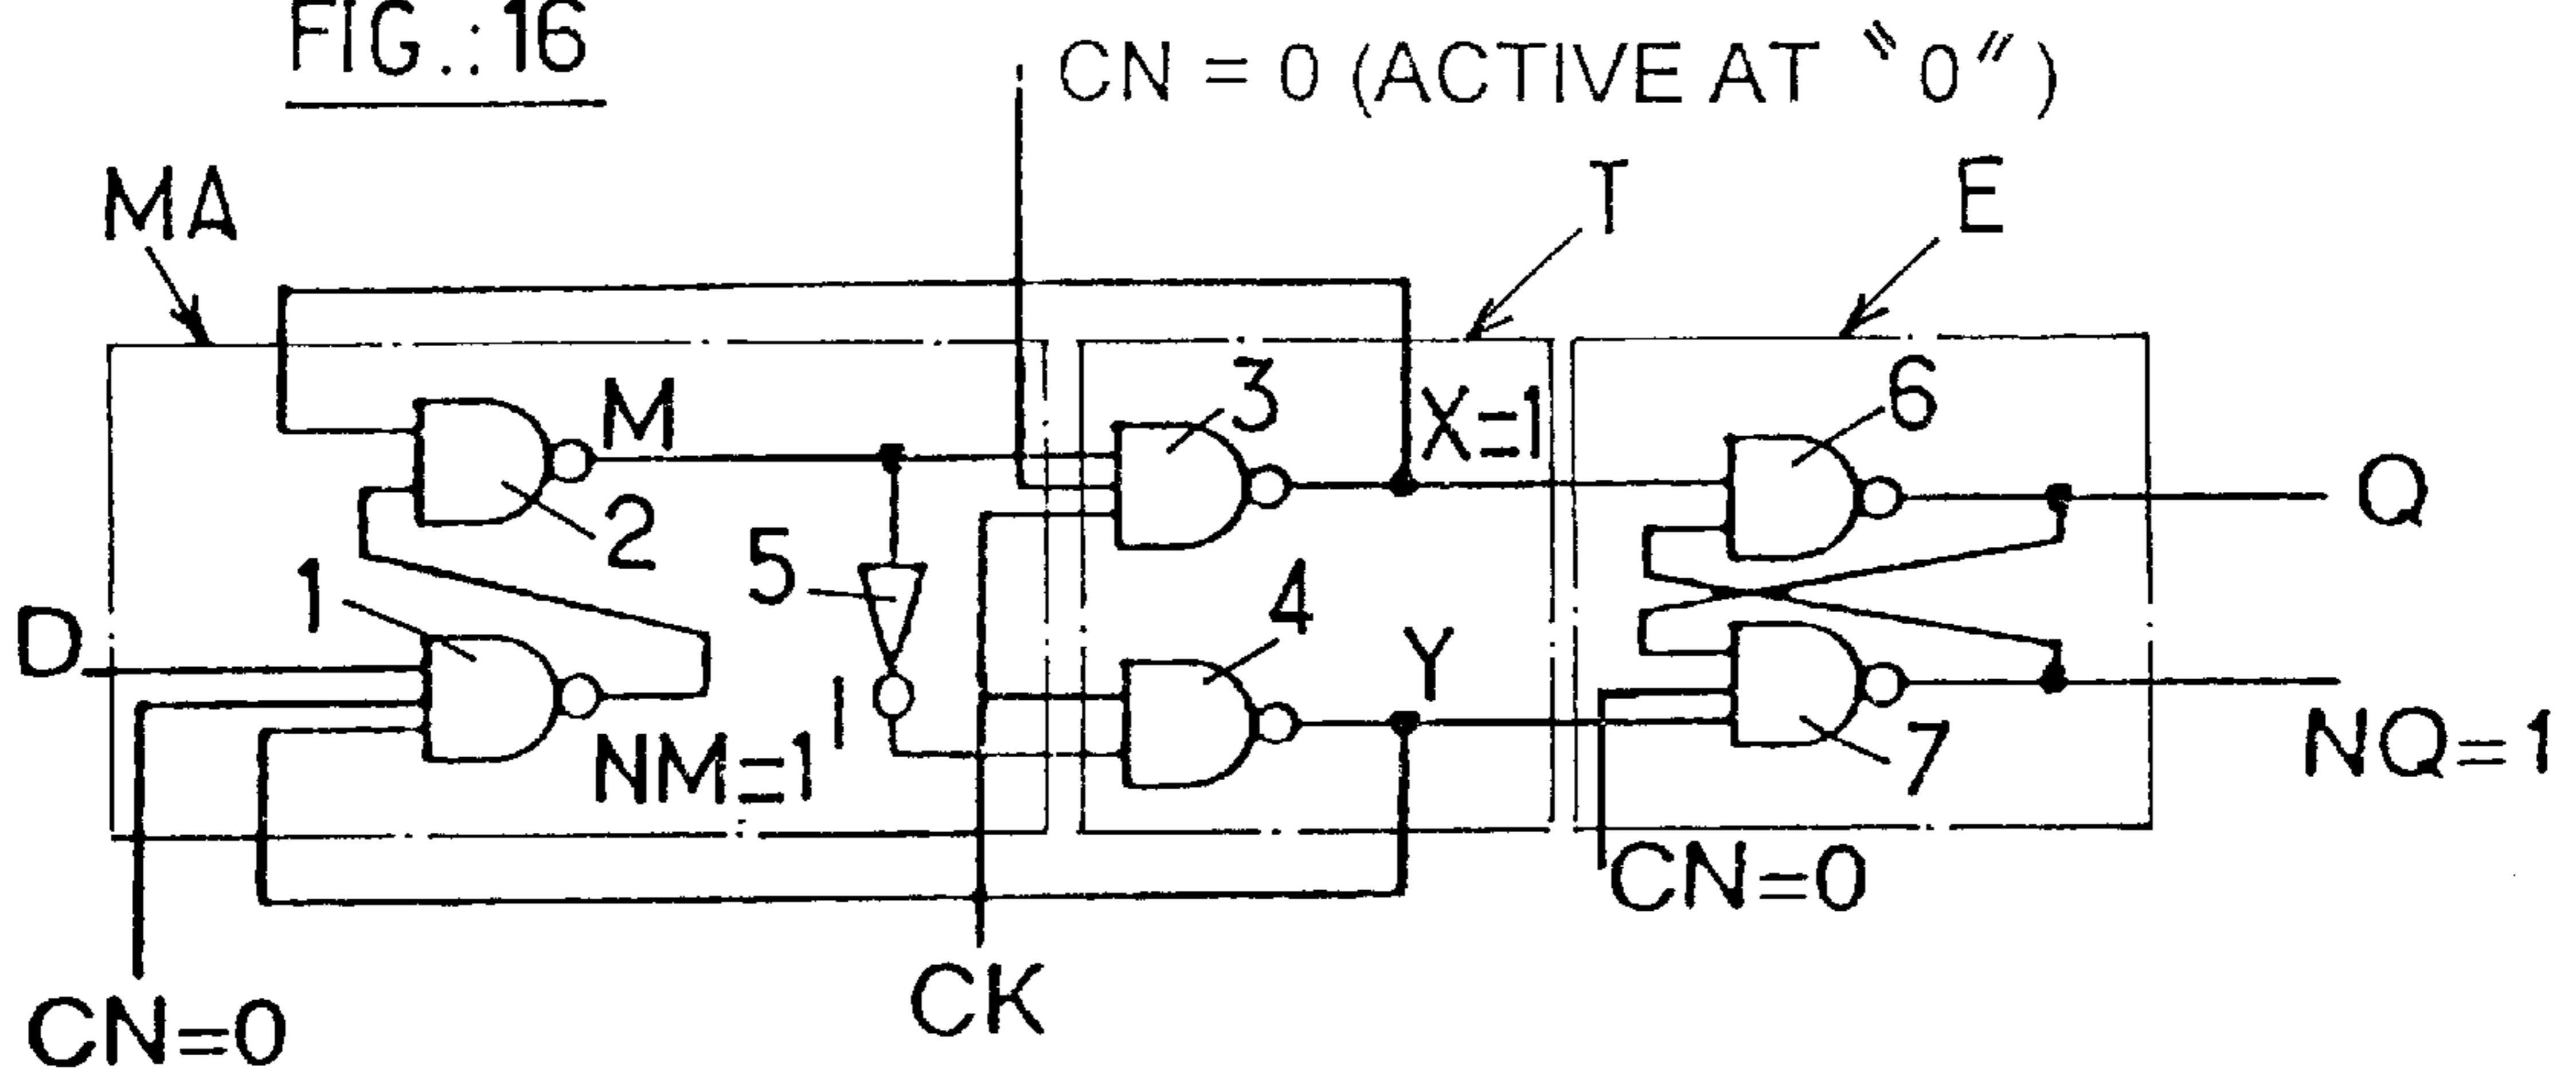 FIG.:16
CN = 0 (ACTIVE AT "0")
MA
T
E
M
3
X=1
6
2
Q
5
1
4
D
Y
I
NM=1
7
NQ=1
CN=0
CK
CN=0